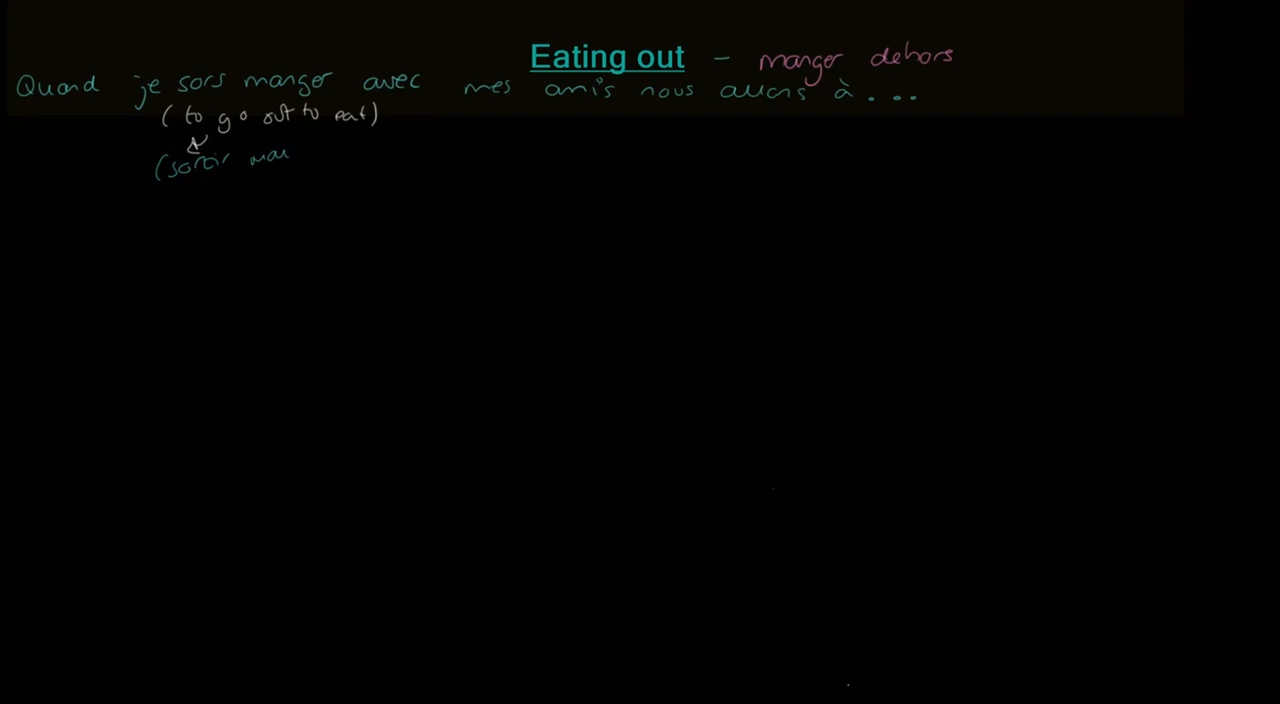 Eating out - manger dehors
Quand je sors manger avec mes amis nous allons à...
(to go out to eat)
(sortir man